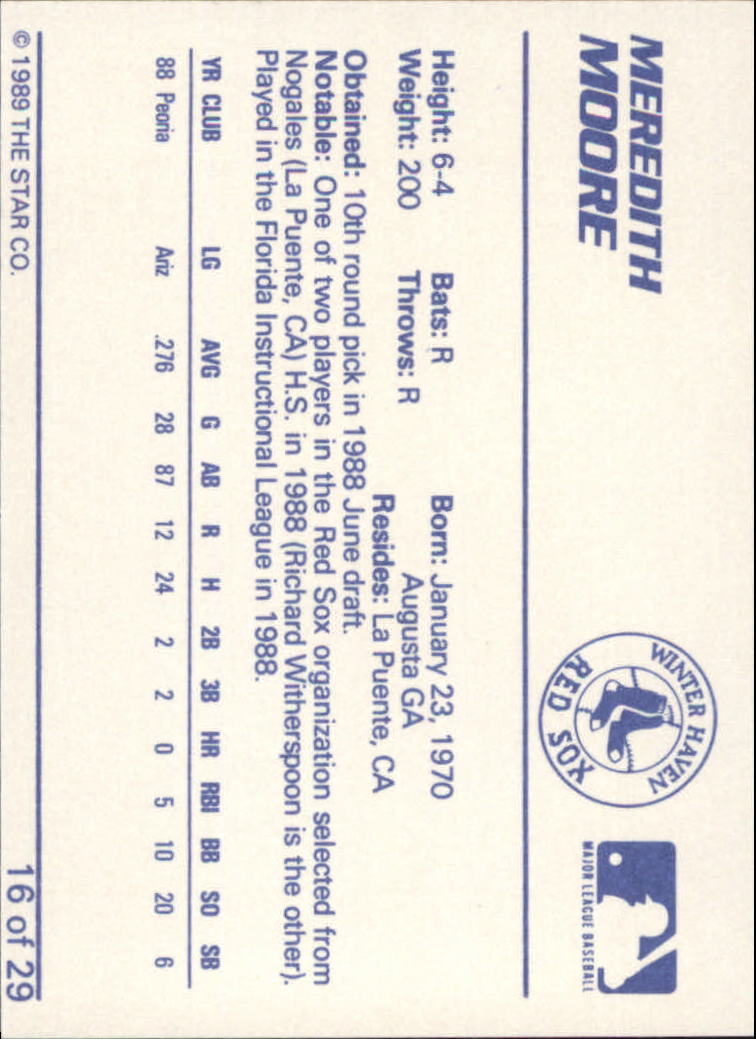 MEREDITH
MOORE
WINTER HAVEN
RED SOX
MAJOR LEAGUE BASEBALL
Height: 6-4 Bats: R Born: January 23, 1970
Weight: 200 Throws: R Augusta GA
Resides: La Puente, CA
Obtained: 10th round pick in 1988 June draft.
Notable: One of two players in the Red Sox organization selected from
Nogales (La Puente, CA) H.S. in 1988 (Richard Witherspoon is the other).
Played in the Florida Instructional League in 1988.
YR CLUB LG AVG G AB R H 2B 3B HR RBI BB SO SB
88 Peoria Ariz .276 28 87 12 24 2 2 0 5 10 20 6
© 1989 THE STAR CO. 16 of 29